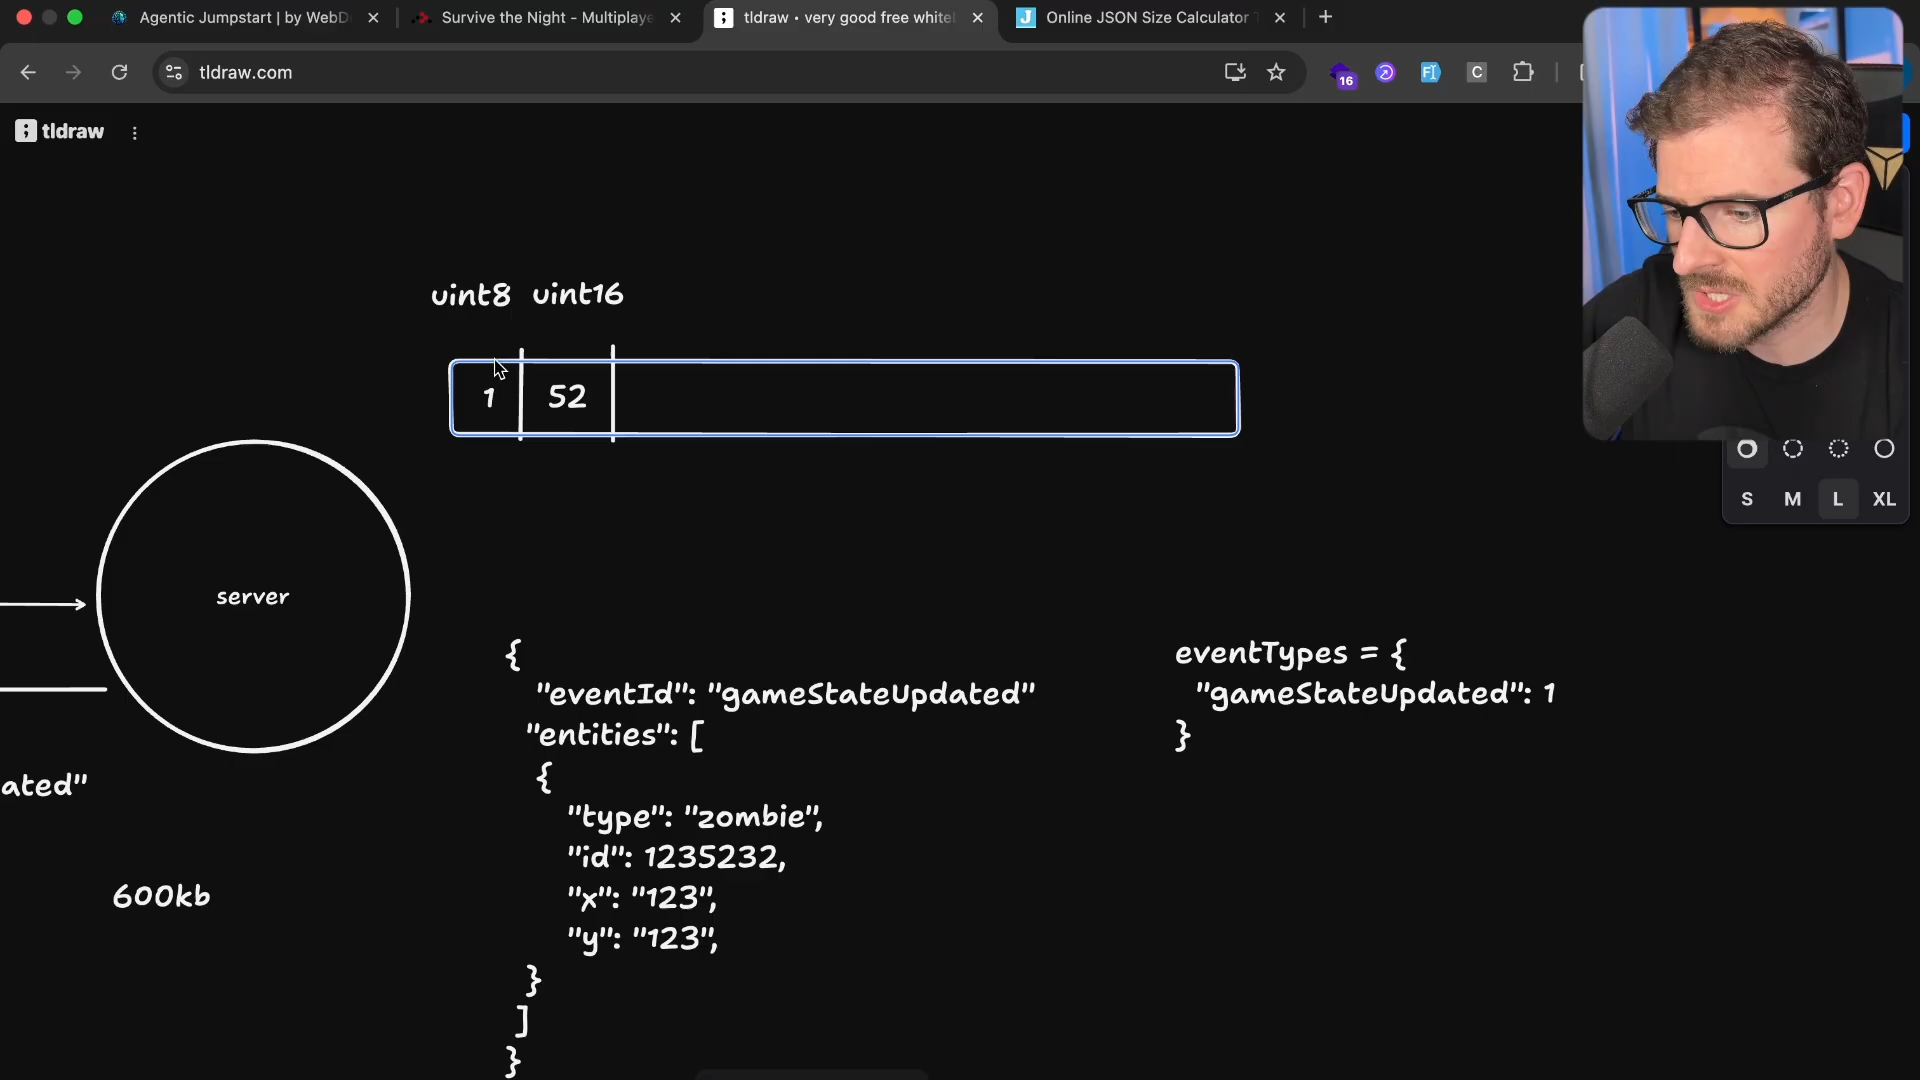 Agentic Jumpstart | by WebD
Survive the Night - Multiplaye
tldraw • very good free whitel
Online JSON Size Calculator
tldraw.com
16
C
tldraw
uint8 uint16
1 52
server
S M L XL
{
"eventId": "gameStateUpdated"
"entities": [
{
"type": "zombie",
"id": 1235232,
"x": "123",
"y": "123",
}
]
}
eventTypes = {
"gameStateUpdated": 1
}
ated"
600kb